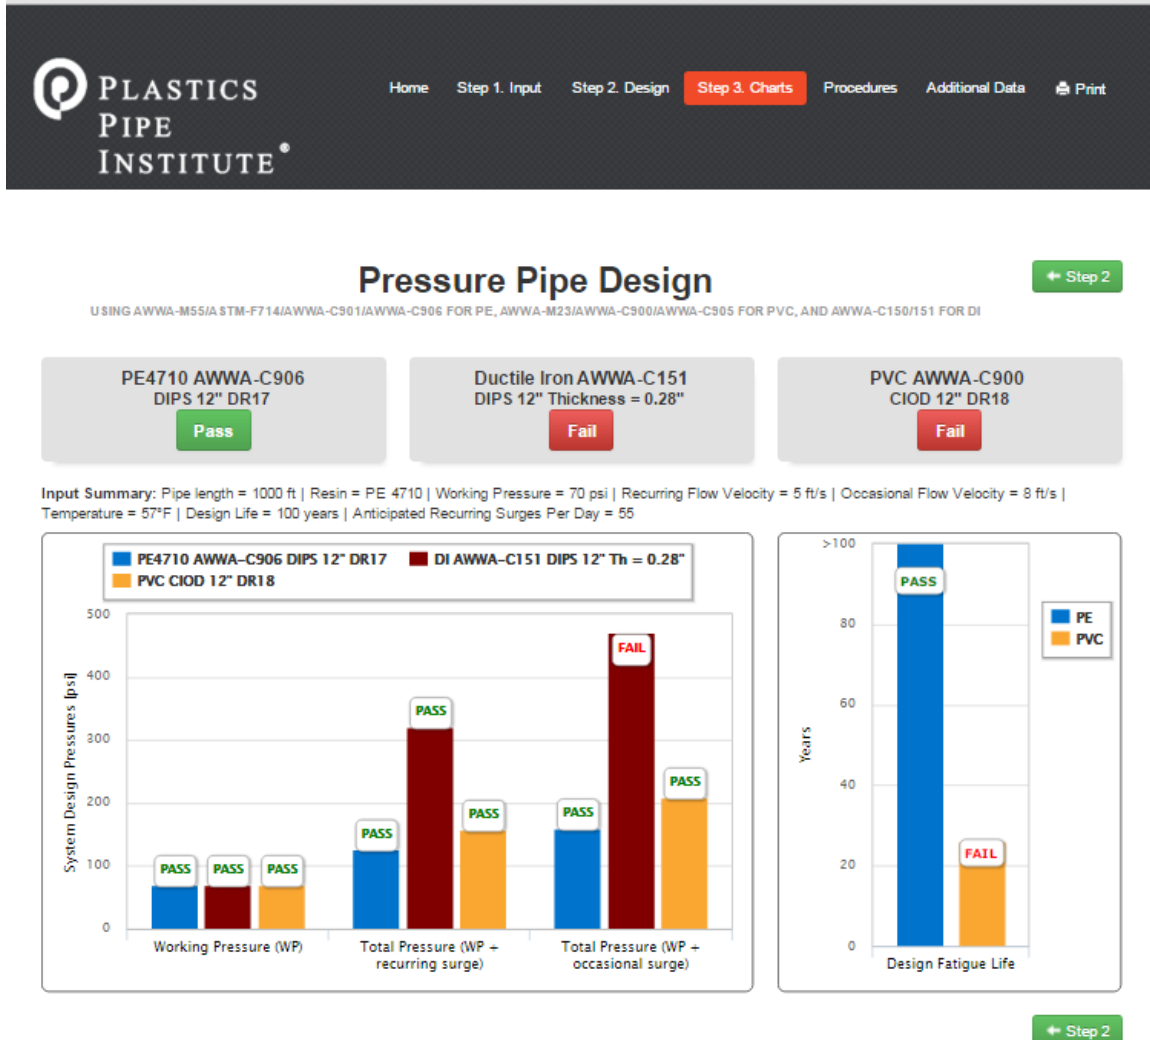 PLASTICS
PIPE
INSTITUTE®
Home Step 1. Input Step 2. Design Step 3. Charts Procedures Additional Data Print
Pressure Pipe Design
Step 2
USING AWWA-M55/ASTM-F714/AWWA-C901/AWWA-C906 FOR PE, AWWA-M23/AWWA-C900/AWWA-C905 FOR PVC, AND AWWA-C150/151 FOR DI
PE4710 AWWA-C906
DIPS 12" DR17
Pass
Ductile Iron AWWA-C151
DIPS 12" Thickness = 0.28"
Fail
PVC AWWA-C900
CIOD 12" DR18
Fail
Input Summary: Pipe length = 1000 ft | Resin = PE 4710 | Working Pressure = 70 psi | Recurring Flow Velocity = 5 ft/s | Occasional Flow Velocity = 8 ft/s |
Temperature = 57°F | Design Life = 100 years | Anticipated Recurring Surges Per Day = 55
PE4710 AWWA-C906 DIPS 12" DR17 DI AWWA-C151 DIPS 12" Th = 0.28"
PVC CIOD 12" DR18
System Design Pressures [psi]
500
400
300
200
100
0
PASS PASS PASS
PASS PASS PASS
PASS FAIL PASS
Working Pressure (WP)
Total Pressure (WP +
recurring surge)
Total Pressure (WP +
occasional surge)
Years
>100
80
60
40
20
0
PASS
FAIL
Design Fatigue Life
PE
PVC
Step 2